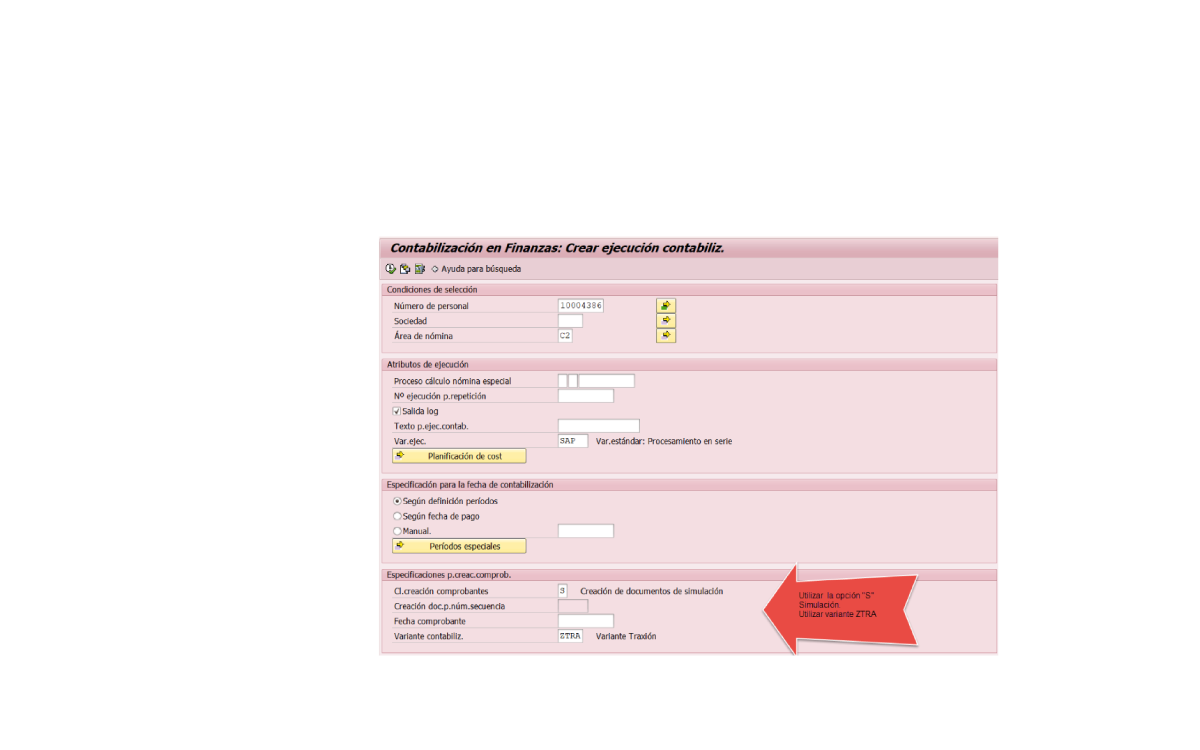 Contabilización en Finanzas: Crear ejecución contabiliz.
Ayuda para búsqueda
Condiciones de selección
Número de personal 10004386
Sociedad
Área de nómina C2
Atributos de ejecución
Proceso cálculo nómina especial
Nº ejecución p.repetición
Salida log
Texto p.ejec.contab.
Var.ejec. SAP Var.estándar: Procesamiento en serie
Planificación de cost
Especificación para la fecha de contabilización
Según definición períodos
Según fecha de pago
Manual.
Períodos especiales
Especificaciones p.creac.comprob.
Cl.creación comprobantes S Creación de documentos de simulación
Creación doc.p.núm.secuencia
Fecha comprobante
Variante contabiliz. ZTRA Variante Traxión
Utilizar la opción "S"
Simulación
Utilizar variante ZTRA